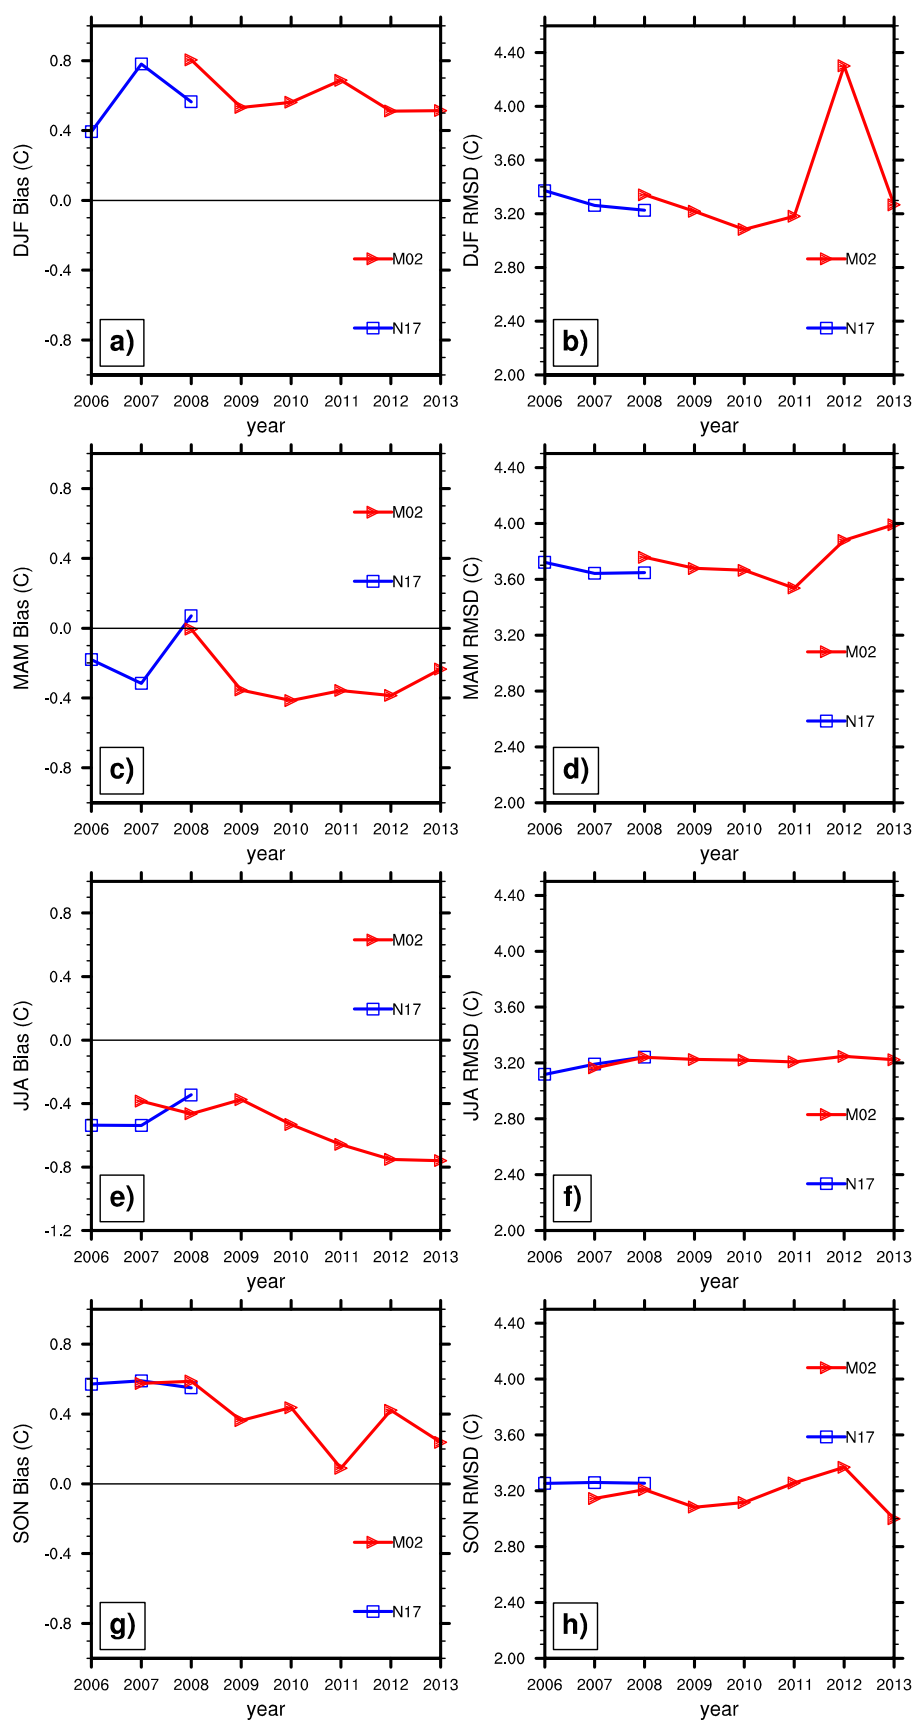 0.8
0.4
0.0
-0.4
-0.8
DJF Bias (C)
M02
N17
a)
2006 2007 2008 2009 2010 2011 2012 2013
year
4.40
4.00
3.60
3.20
2.80
2.40
2.00
DJF RMSD (C)
M02
N17
b)
2006 2007 2008 2009 2010 2011 2012 2013
year
0.8
0.4
0.0
-0.4
-0.8
MAM Bias (C)
M02
N17
c)
2006 2007 2008 2009 2010 2011 2012 2013
year
4.40
4.00
3.60
3.20
2.80
2.40
2.00
MAM RMSD (C)
M02
N17
d)
2006 2007 2008 2009 2010 2011 2012 2013
year
0.8
0.4
0.0
-0.4
-0.8
-1.2
JJA Bias (C)
M02
N17
e)
2006 2007 2008 2009 2010 2011 2012 2013
year
4.40
4.00
3.60
3.20
2.80
2.40
2.00
JJA RMSD (C)
M02
N17
f)
2006 2007 2008 2009 2010 2011 2012 2013
year
0.8
0.4
0.0
-0.4
-0.8
SON Bias (C)
M02
N17
g)
2006 2007 2008 2009 2010 2011 2012 2013
year
4.40
4.00
3.60
3.20
2.80
2.40
2.00
SON RMSD (C)
M02
N17
h)
2006 2007 2008 2009 2010 2011 2012 2013
year